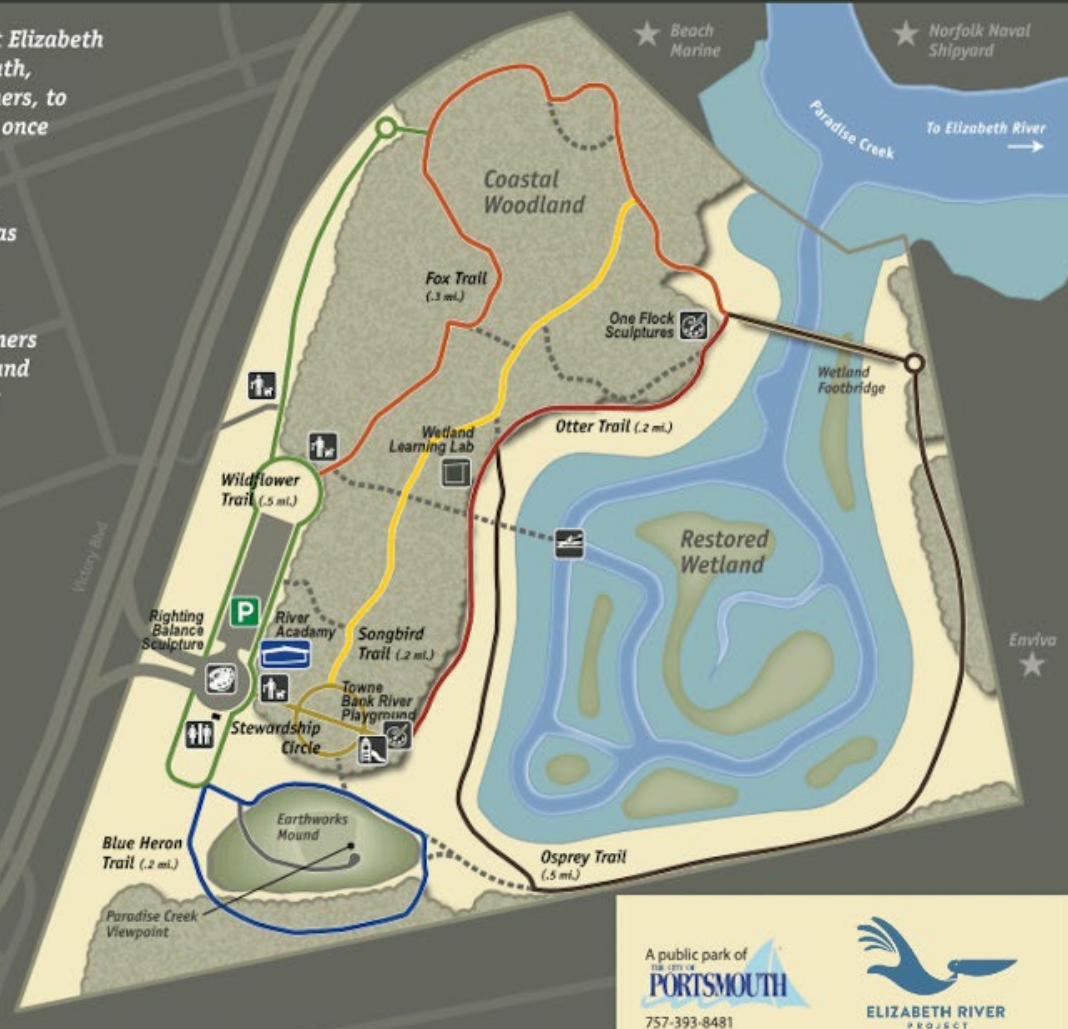 Elizabeth
ners, to
once
as
ners
Beach
Marine
Norfolk Naval
Shipyard
Paradise Creek
To Elizabeth River
Coastal
Woodland
Fox Trail
(.3 mi.)
One Flock
Sculptures
Wetland
Footbridge
Otter Trail (.2 mi.)
Wetland
Learning Lab
Wildflower
Trail (.5 mi.)
Victory Blvd
Restored
Wetland
P
Righting
Balance
Sculpture
River
Acadamy
Songbird
Trail (.2 mi.)
Enviva
Towne
Bank River
Playground
Stewardship
Circle
Earthworks
Mound
Blue Heron
Trail (.2 mi.)
Osprey Trail
(.5 mi.)
Paradise Creek
Viewpoint
A public park of
THE CITY OF
PORTSMOUTH
757-393-8481
ELIZABETH RIVER
PROJECT